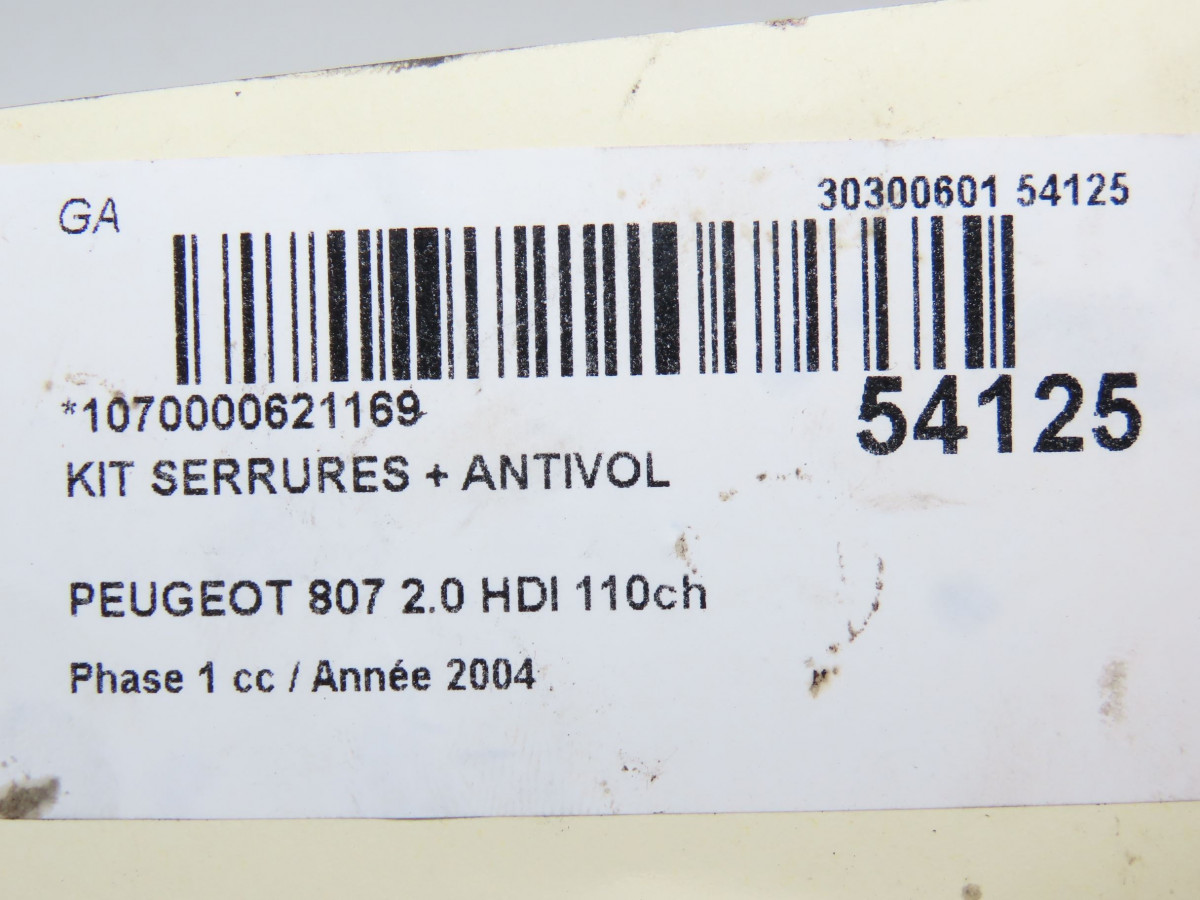 GA
30300601 54125
*1070000621169
54125
KIT SERRURES + ANTIVOL
PEUGEOT 807 2.0 HDI 110ch
Phase 1 cc / Année 2004